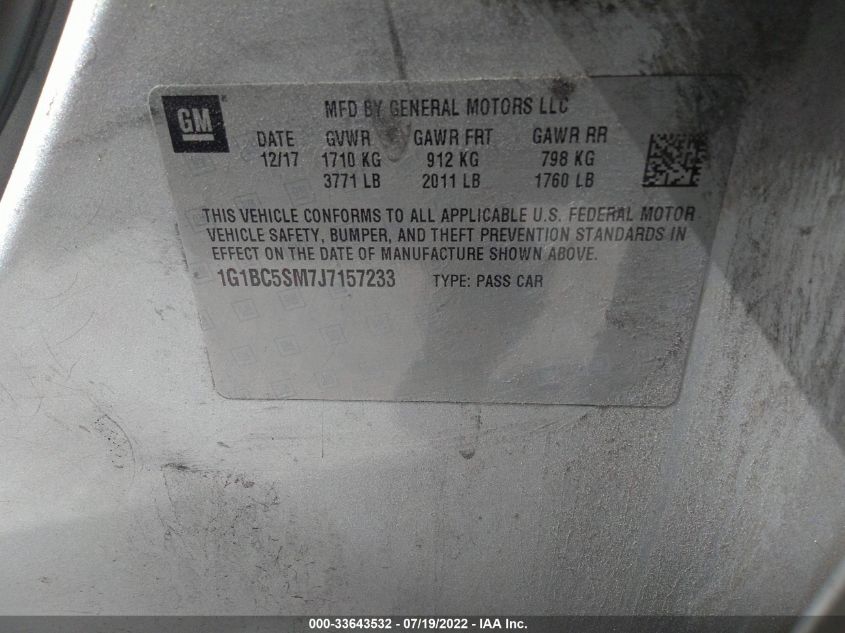 GM
MFD BY GENERAL MOTORS LLC
DATE GVWR GAWR FRT GAWR RR
12/17 1710 KG 912 KG 798 KG
3771 LB 2011 LB 1760 LB
THIS VEHICLE CONFORMS TO ALL APPLICABLE U.S. FEDERAL MOTOR
VEHICLE SAFETY, BUMPER, AND THEFT PREVENTION STANDARDS IN
EFFECT ON THE DATE OF MANUFACTURE SHOWN ABOVE.
1G1BC5SM7J7157233 TYPE: PASS CAR
000-33643532 - 07/19/2022 - IAA Inc.